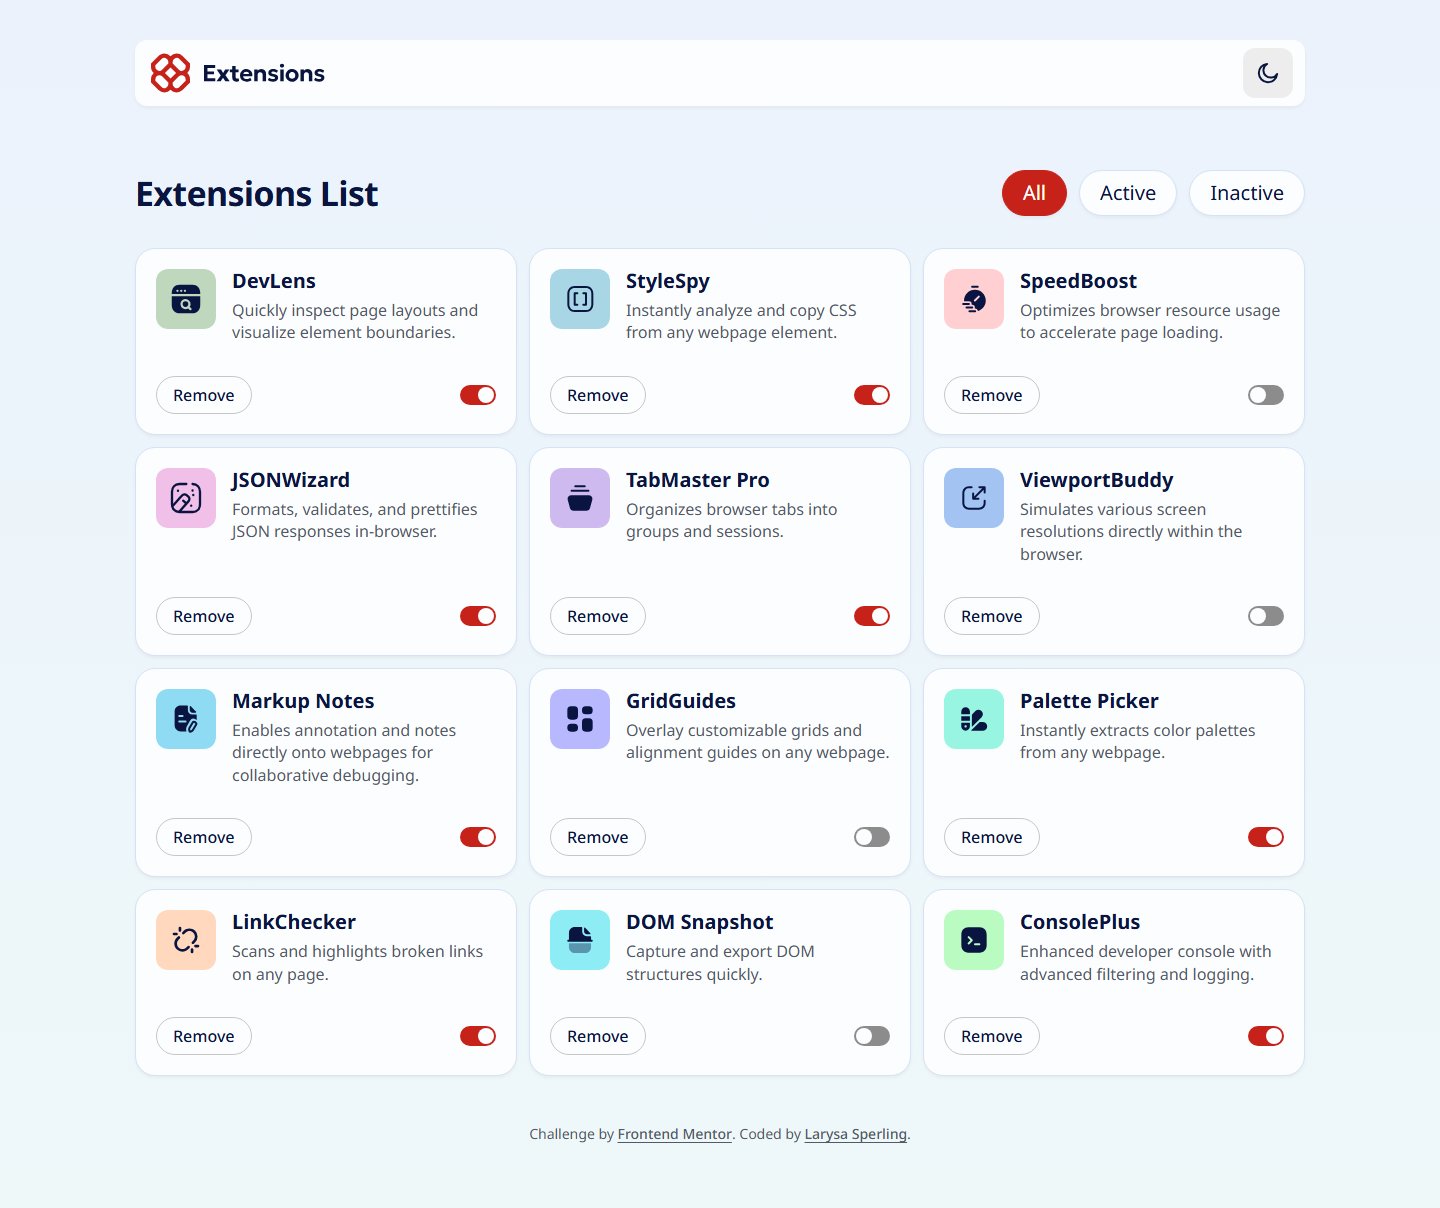 Extensions
Extensions List
All
Active
Inactive
DevLens
Quickly inspect page layouts and
visualize element boundaries.
Remove
StyleSpy
Instantly analyze and copy CSS
from any webpage element.
Remove
SpeedBoost
Optimizes browser resource usage
to accelerate page loading.
Remove
JSONWizard
Formats, validates, and prettifies
JSON responses in-browser.
Remove
TabMaster Pro
Organizes browser tabs into
groups and sessions.
Remove
ViewportBuddy
Simulates various screen
resolutions directly within the
browser.
Remove
Markup Notes
Enables annotation and notes
directly onto webpages for
collaborative debugging.
Remove
GridGuides
Overlay customizable grids and
alignment guides on any webpage.
Remove
Palette Picker
Instantly extracts color palettes
from any webpage.
Remove
LinkChecker
Scans and highlights broken links
on any page.
Remove
DOM Snapshot
Capture and export DOM
structures quickly.
Remove
ConsolePlus
Enhanced developer console with
advanced filtering and logging.
Remove
Challenge by Frontend Mentor. Coded by Larysa Sperling.